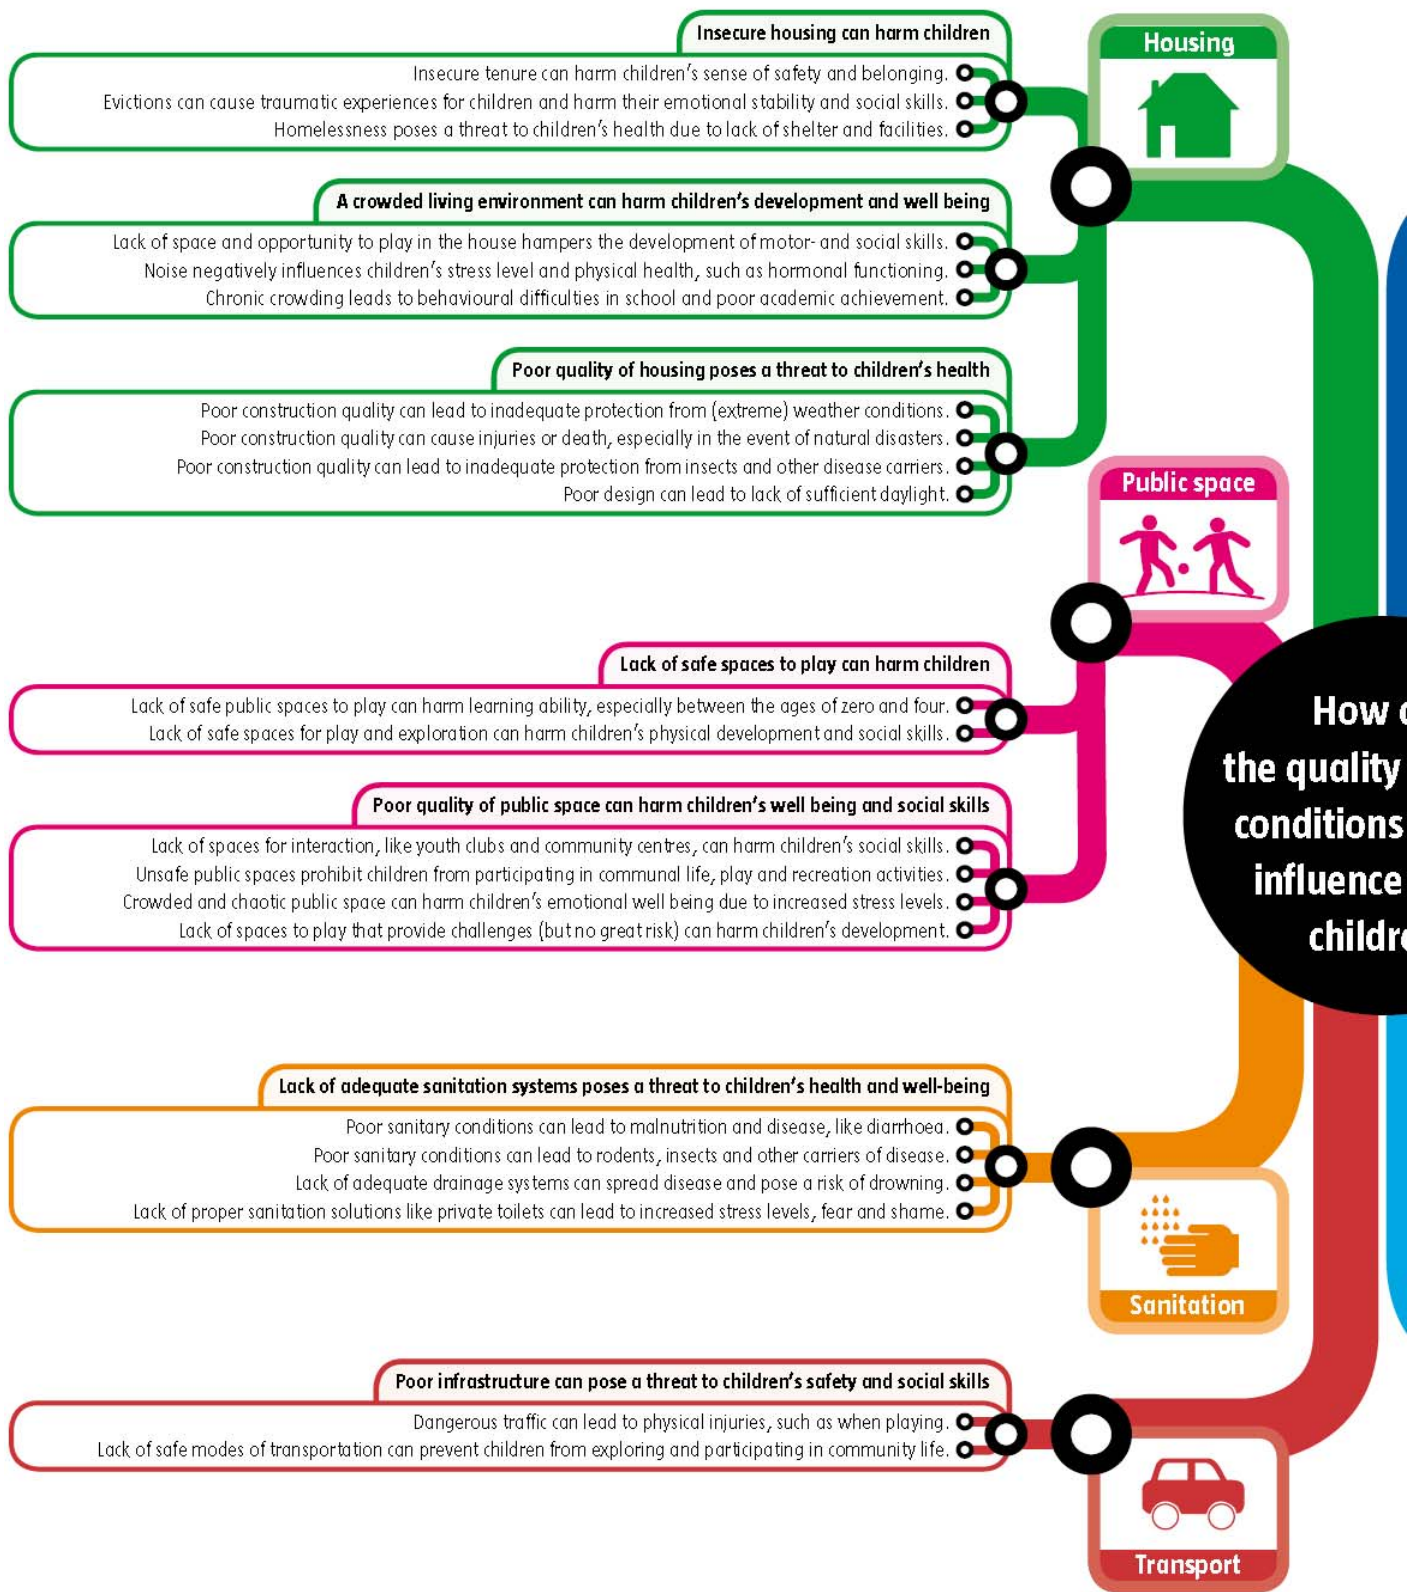 Housing
Insecure housing can harm children
Insecure tenure can harm children's sense of safety and belonging.
Evictions can cause traumatic experiences for children and harm their emotional stability and social skills.
Homelessness poses a threat to children's health due to lack of shelter and facilities.
A crowded living environment can harm children's development and well being
Lack of space and opportunity to play in the house hampers the development of motor- and social skills.
Noise negatively influences children's stress level and physical health, such as hormonal functioning.
Chronic crowding leads to behavioural difficulties in school and poor academic achievement.
Poor quality of housing poses a threat to children's health
Poor construction quality can lead to inadequate protection from (extreme) weather conditions.
Poor construction quality can cause injuries or death, especially in the event of natural disasters.
Poor construction quality can lead to inadequate protection from insects and other disease carriers.
Poor design can lead to lack of sufficient daylight.
Public space
Lack of safe spaces to play can harm children
Lack of safe public spaces to play can harm learning ability, especially between the ages of zero and four.
Lack of safe spaces for play and exploration can harm children's physical development and social skills.
Poor quality of public space can harm children's well being and social skills
Lack of spaces for interaction, like youth clubs and community centres, can harm children's social skills.
Unsafe public spaces prohibit children from participating in communal life, play and recreation activities.
Crowded and chaotic public space can harm children's emotional well being due to increased stress levels.
Lack of spaces to play that provide challenges (but no great risk) can harm children's development.
How
the quality
conditions
influence
Lack of adequate sanitation systems poses a threat to children's health and well-being
Poor sanitary conditions can lead to malnutrition and disease, like diarrhoea.
Poor sanitary conditions can lead to rodents, insects and other carriers of disease.
Lack of adequate drainage systems can spread disease and pose a risk of drowning.
Lack of proper sanitation solutions like private toilets can lead to increased stress levels, fear and shame.
Sanitation
Poor infrastructure can pose a threat to children's safety and social skills
Dangerous traffic can lead to physical injuries, such as when playing.
Lack of safe modes of transportation can prevent children from exploring and participating in community life.
Transport